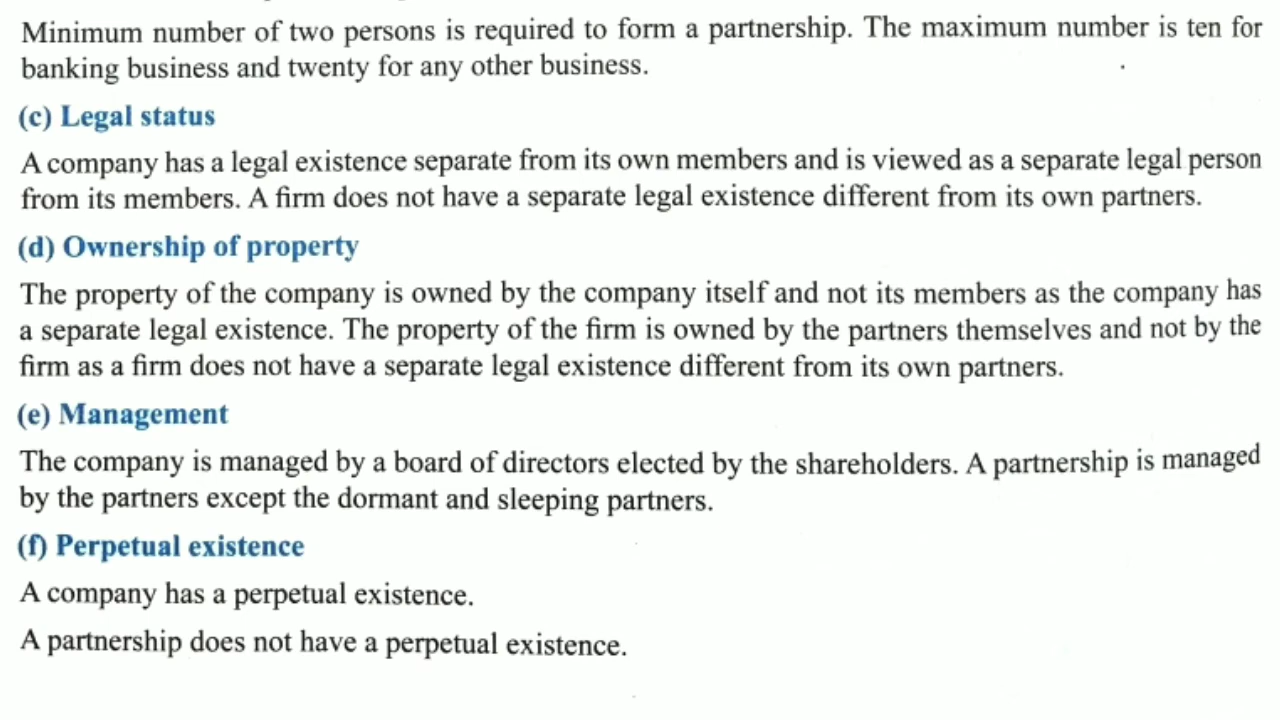 Minimum number of two persons is required to form a partnership. The maximum number is ten for
banking business and twenty for any other business.
(c) Legal status
A company has a legal existence separate from its own members and is viewed as a separate legal person
from its members. A firm does not have a separate legal existence different from its own partners.
(d) Ownership of property
The property of the company is owned by the company itself and not its members as the company has
a separate legal existence. The property of the firm is owned by the partners themselves and not by the
firm as a firm does not have a separate legal existence different from its own partners.
(e) Management
The company is managed by a board of directors elected by the shareholders. A partnership is managed
by the partners except the dormant and sleeping partners.
(f) Perpetual existence
A company has a perpetual existence.
A partnership does not have a perpetual existence.